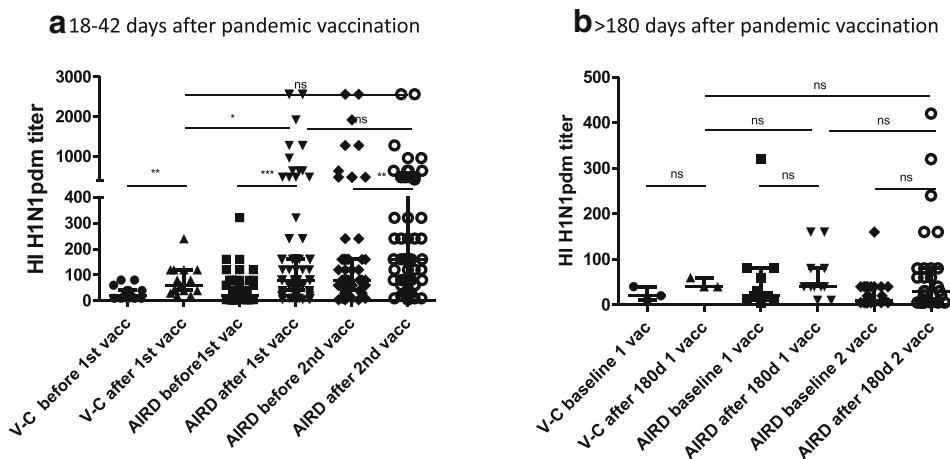 a 18-42 days after pandemic vaccination
HI H1N1pdm titer
3000
2000
1000
400
300
200
100
0
ns
*
ns
**
***
**
V-C before 1st vacc
V-C after 1st vacc
AIRD before1st vac
AIRD after 1st vacc
AIRD before 2nd vacc
AIRD after 2nd vacc
b >180 days after pandemic vaccination
HI H1N1pdm titer
500
400
300
200
100
0
ns
ns
ns
ns
ns
ns
V-C baseline 1 vacc
V-C after 180d 1 vacc
AIRD baseline 1 vacc
AIRD after 180d 1 vacc
AIRD baseline 2 vacc
AIRD after 180d 2 vacc